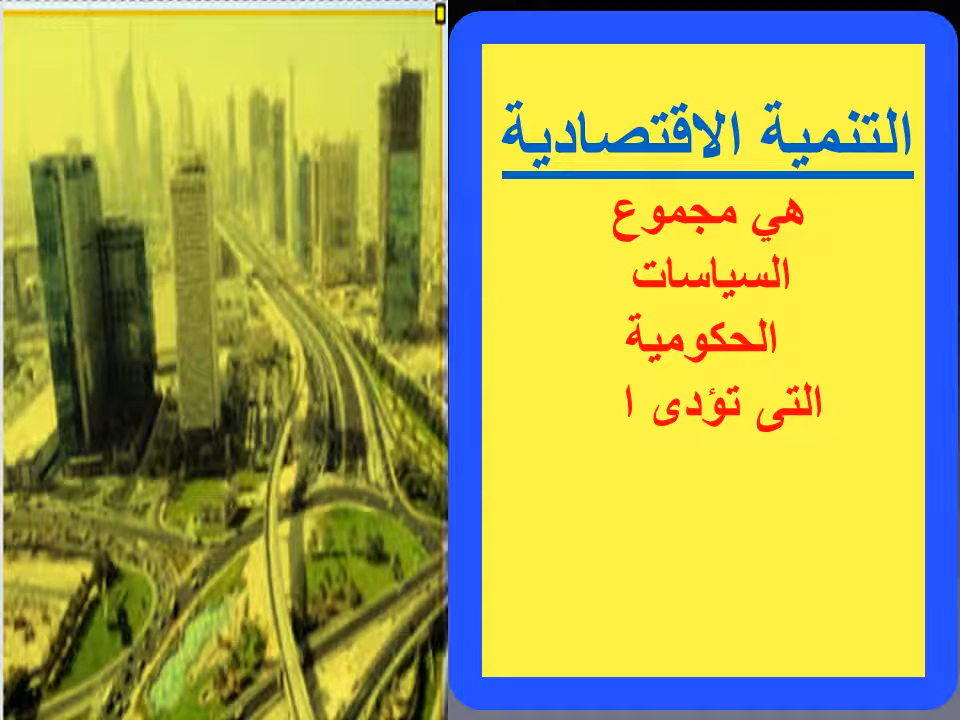 التنمية الاقتصادية
هي مجموع
السياسات
الحكومية
التى تؤدى ا